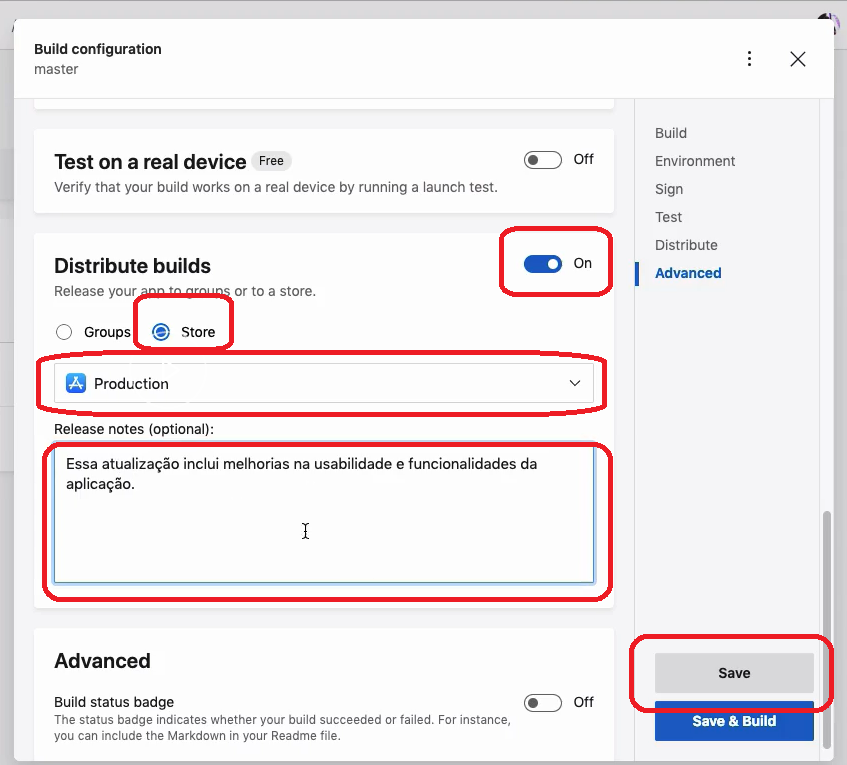 Build configuration
master
Test on a real device Free
Off
Verify that your build works on a real device by running a launch test.
Distribute builds
On
Release your app to groups or to a store.
Groups
Store
Production
Release notes (optional):
Essa atualização inclui melhorias na usabilidade e funcionalidades da
aplicação.
Advanced
Build status badge
Off
The status badge indicates whether your build succeeded or failed. For instance,
you can include the Markdown in your Readme file.
Build
Environment
Sign
Test
Distribute
Advanced
Save
Save & Build